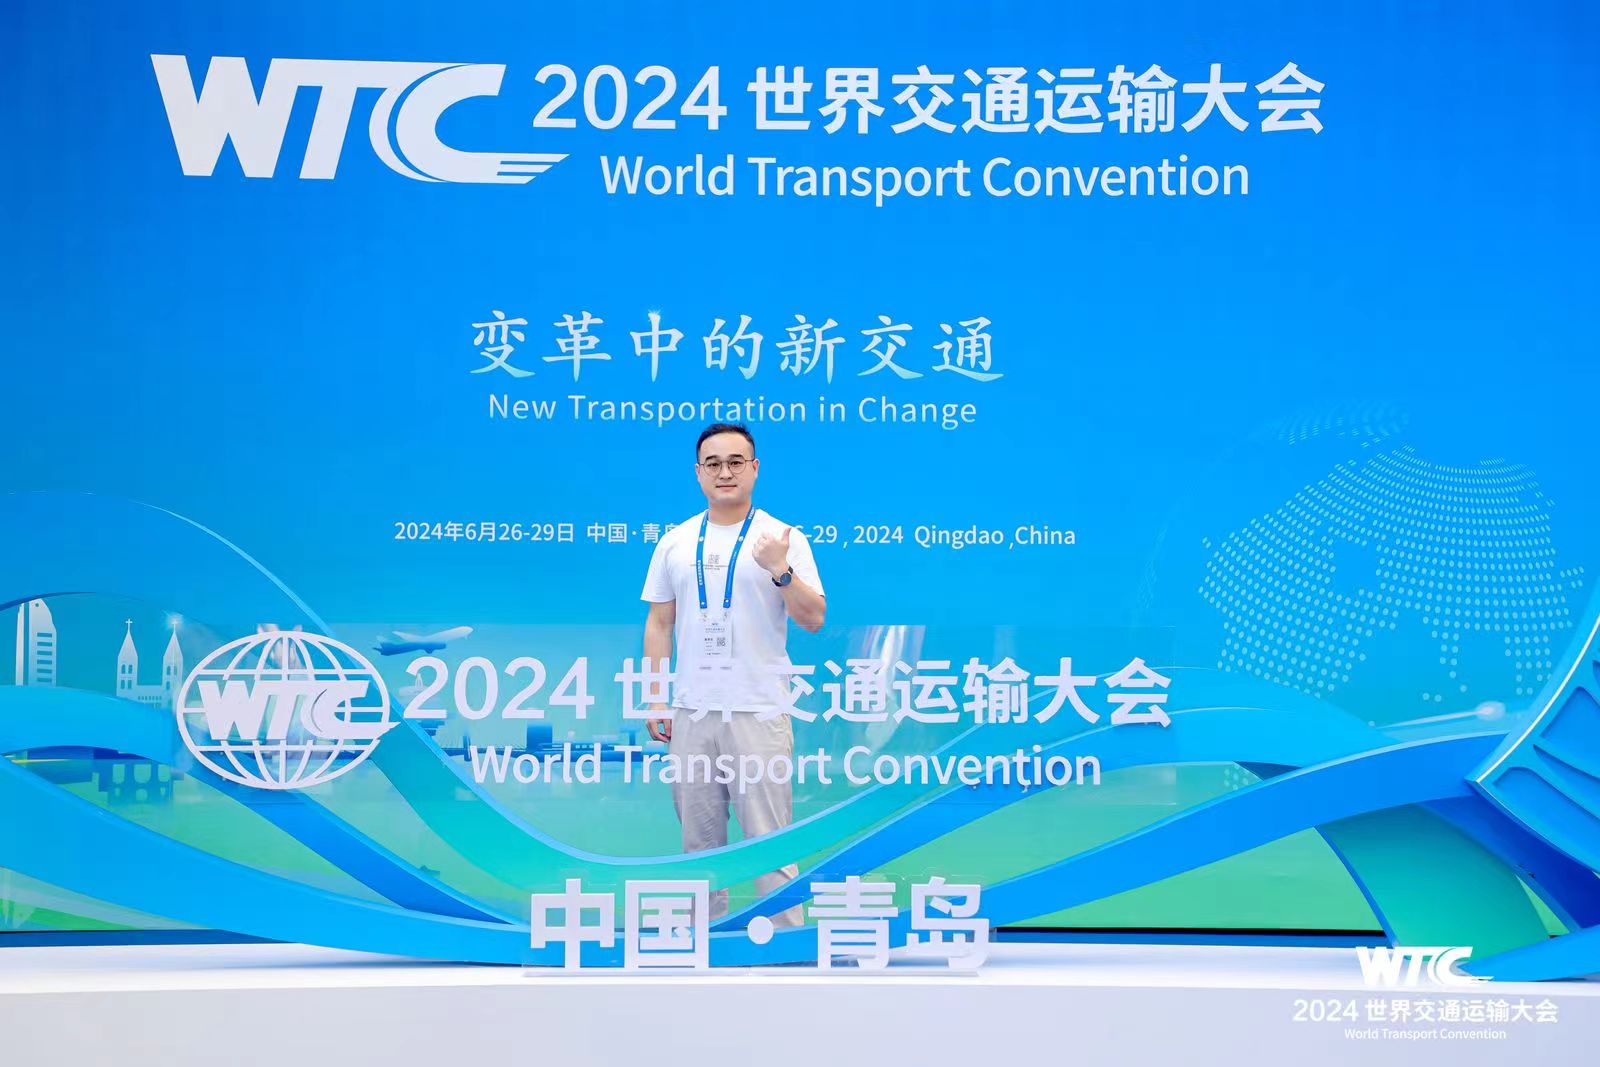 WTC 2024 世界交通运输大会
World Transport Convention
变革中的新交通
New Transportation in Change
2024年6月26-29日 中国·青岛 6-29 , 2024 Qingdao ,China
WTC 2024 世界交通运输大会
World Transport Convention
中国·青岛
WTC
2024 世界交通运输大会
World Transport Convention